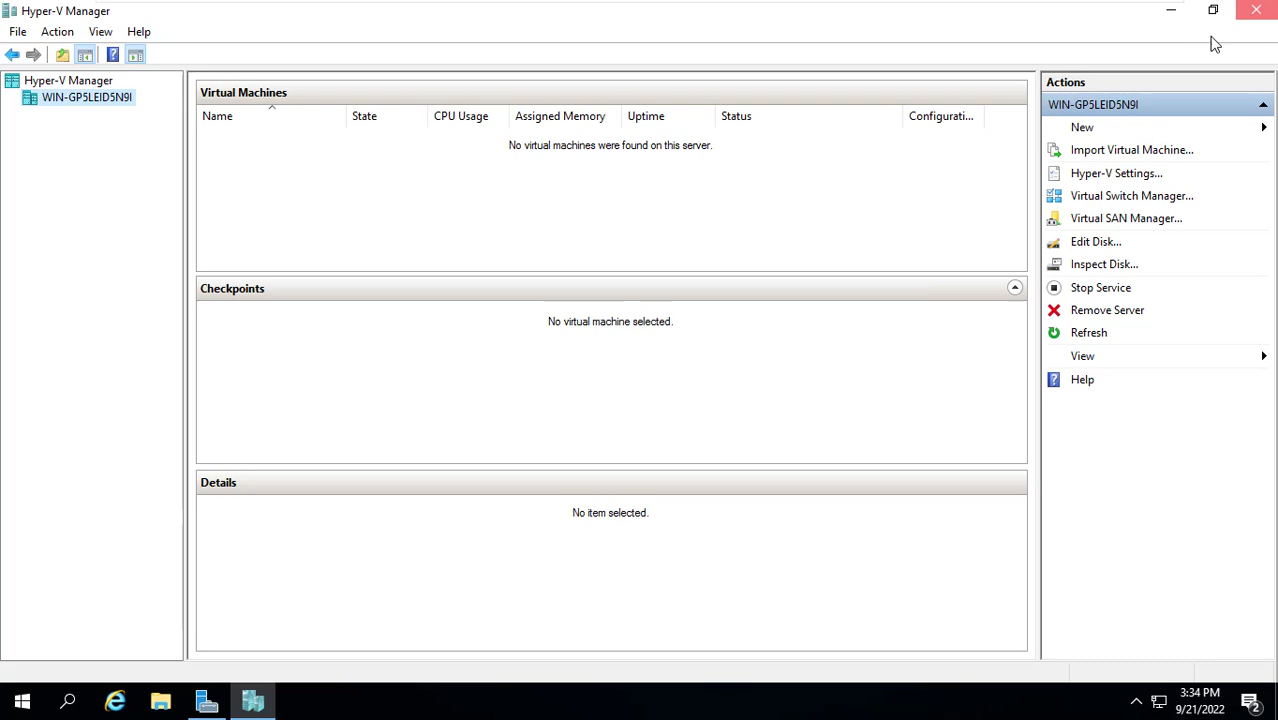 Hyper-V Manager
File Action View Help
Hyper-V Manager
WIN-GP5LEID5N9I
Virtual Machines
Name State CPU Usage Assigned Memory Uptime Status Configurati...
No virtual machines were found on this server.
Checkpoints
No virtual machine selected.
Details
No item selected.
Actions
WIN-GP5LEID5N9I
New
Import Virtual Machine...
Hyper-V Settings...
Virtual Switch Manager...
Virtual SAN Manager...
Edit Disk...
Inspect Disk...
Stop Service
Remove Server
Refresh
View
Help
3:34 PM
9/21/2022
2